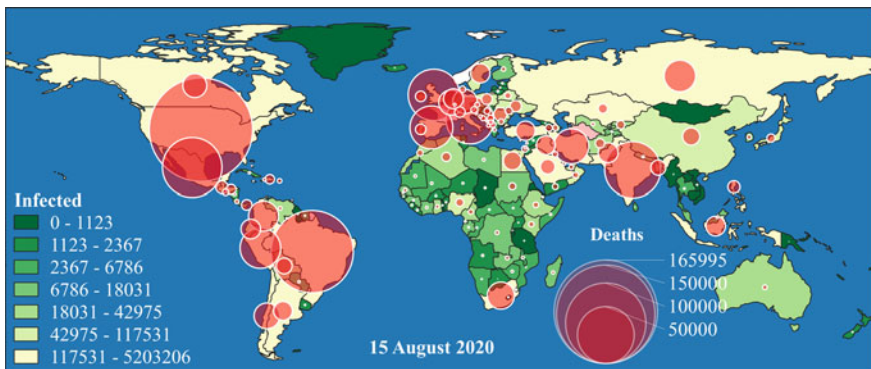 Infected
0 - 1123
1123 - 2367
2367 - 6786
6786 - 18031
18031 - 42975
42975 - 117531
117531 - 5203206
15 August 2020
Deaths
165995
150000
100000
50000